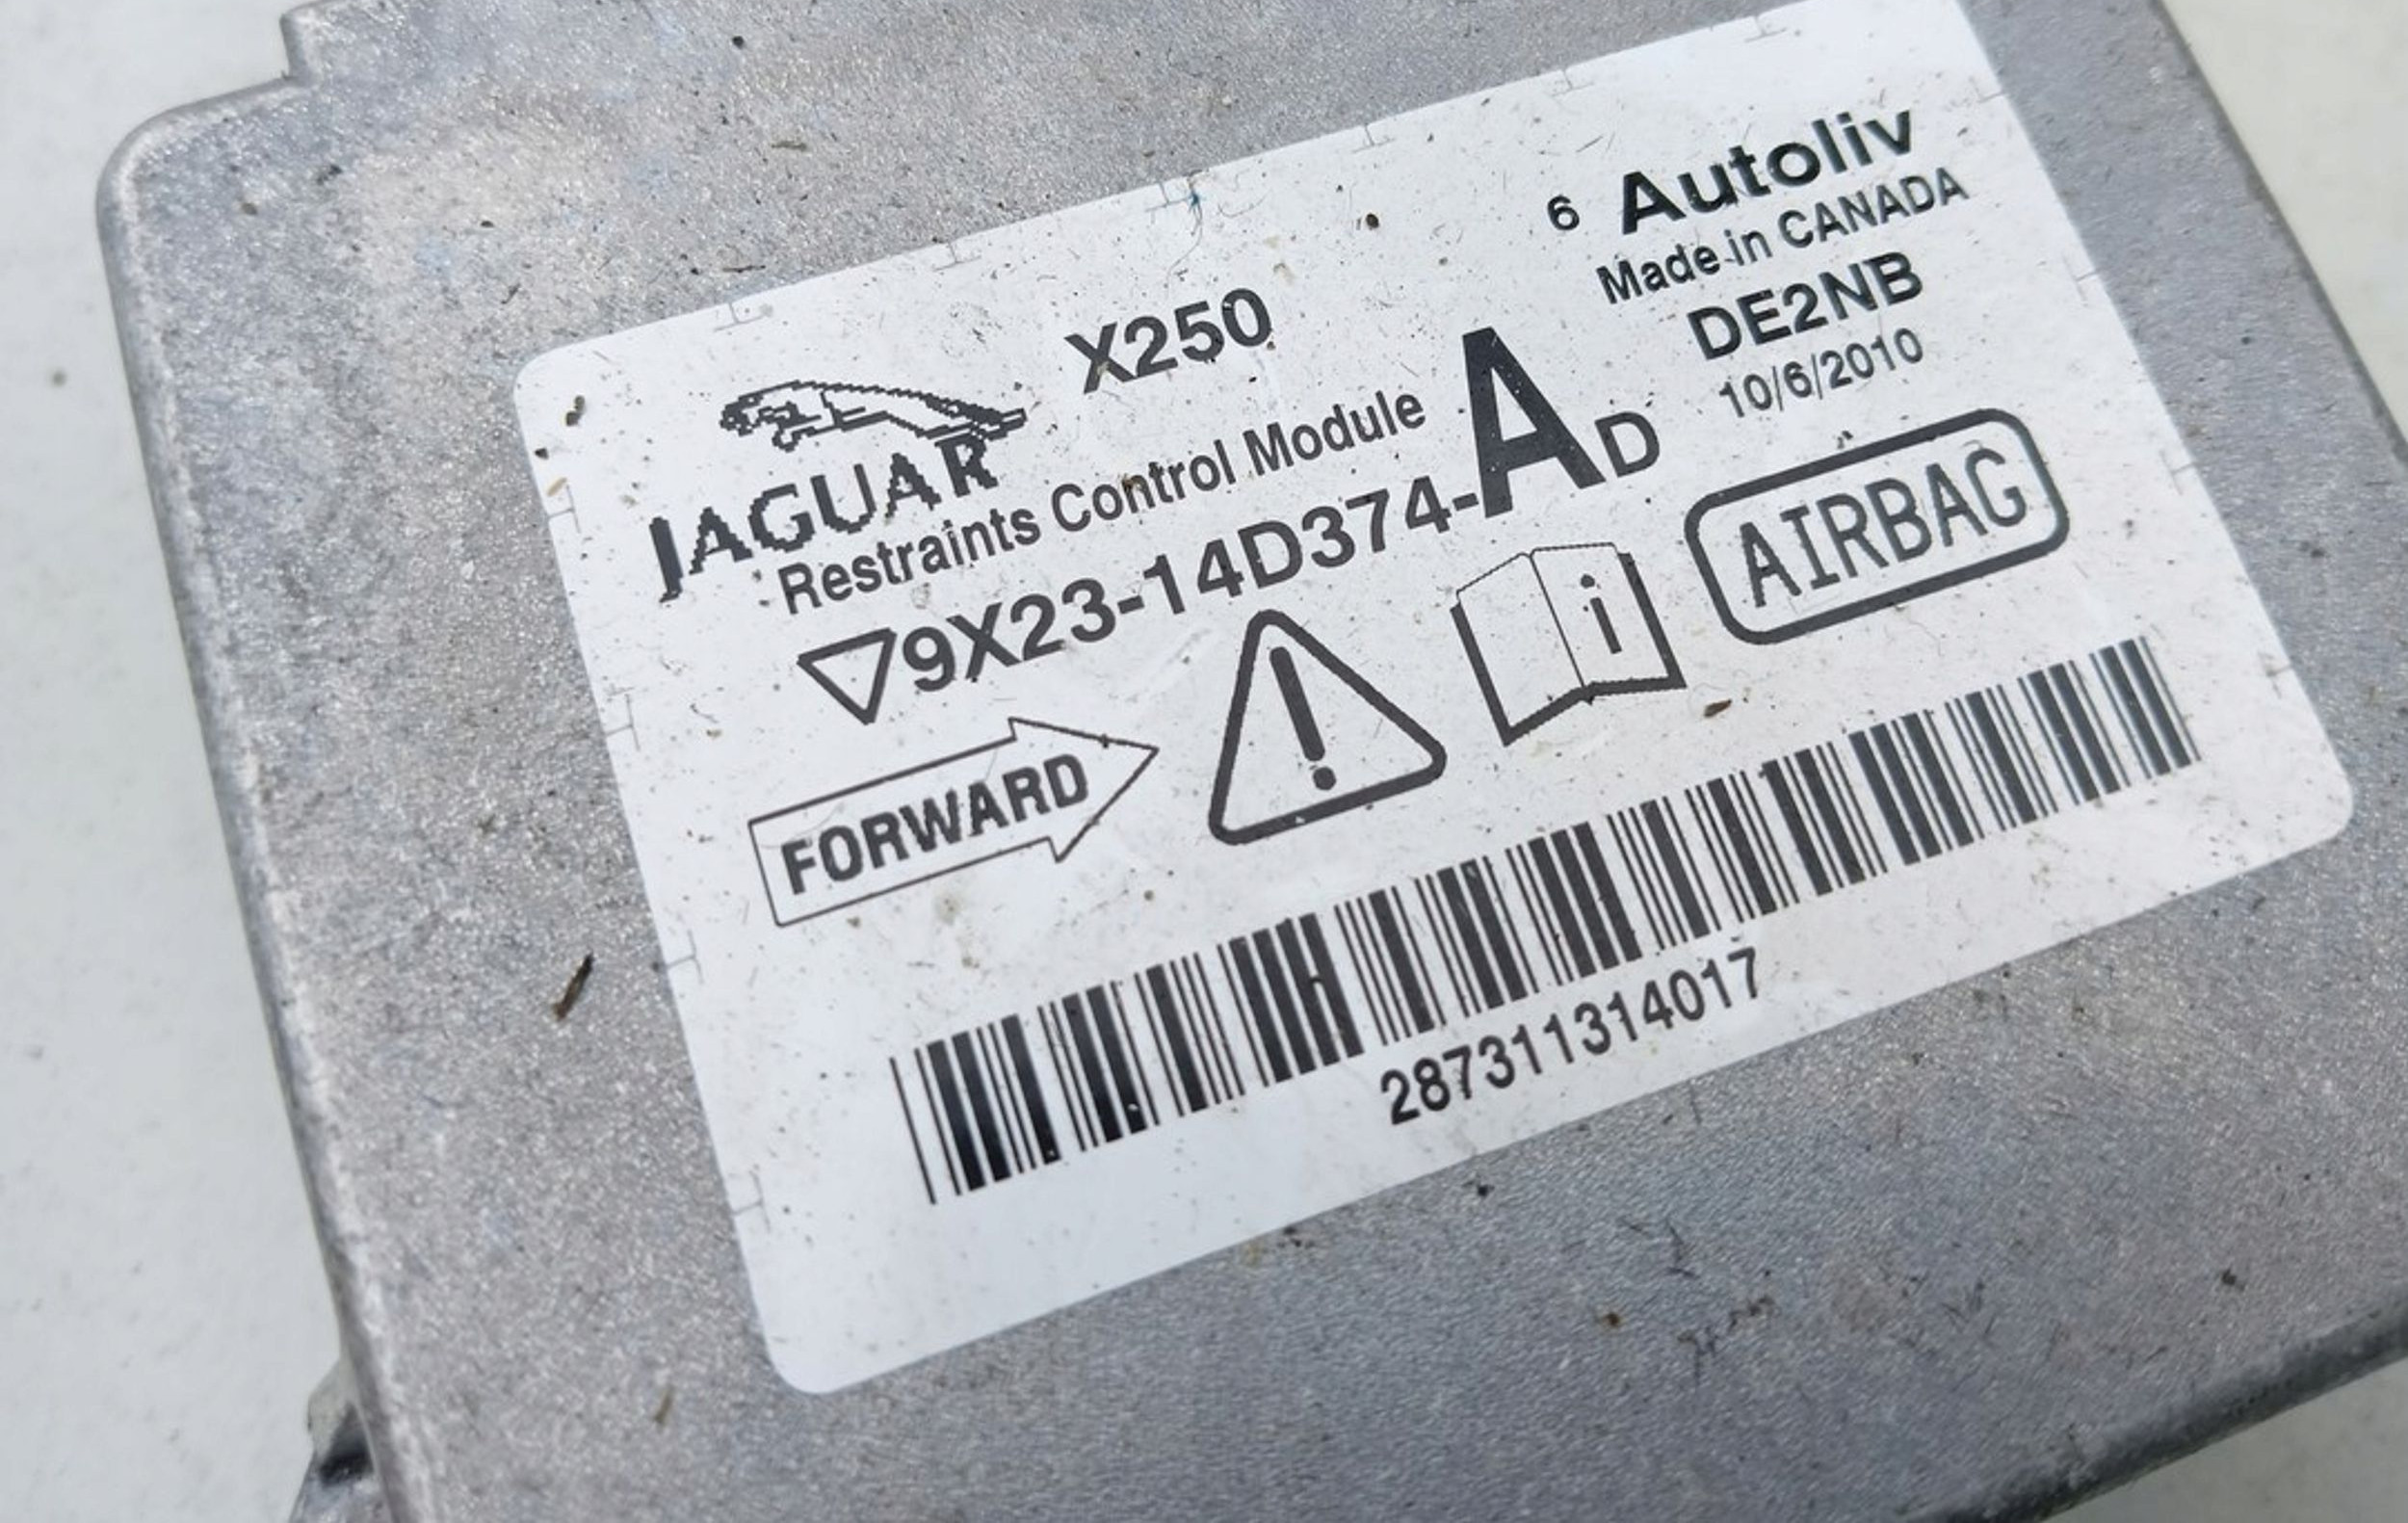 6 Autoliv
Made in CANADA
X250
DE2NB
10/6/2010
JAGUAR
Restraints Control Module
9X23-14D374-AD
AIRBAG
i
FORWARD
!
287311314017